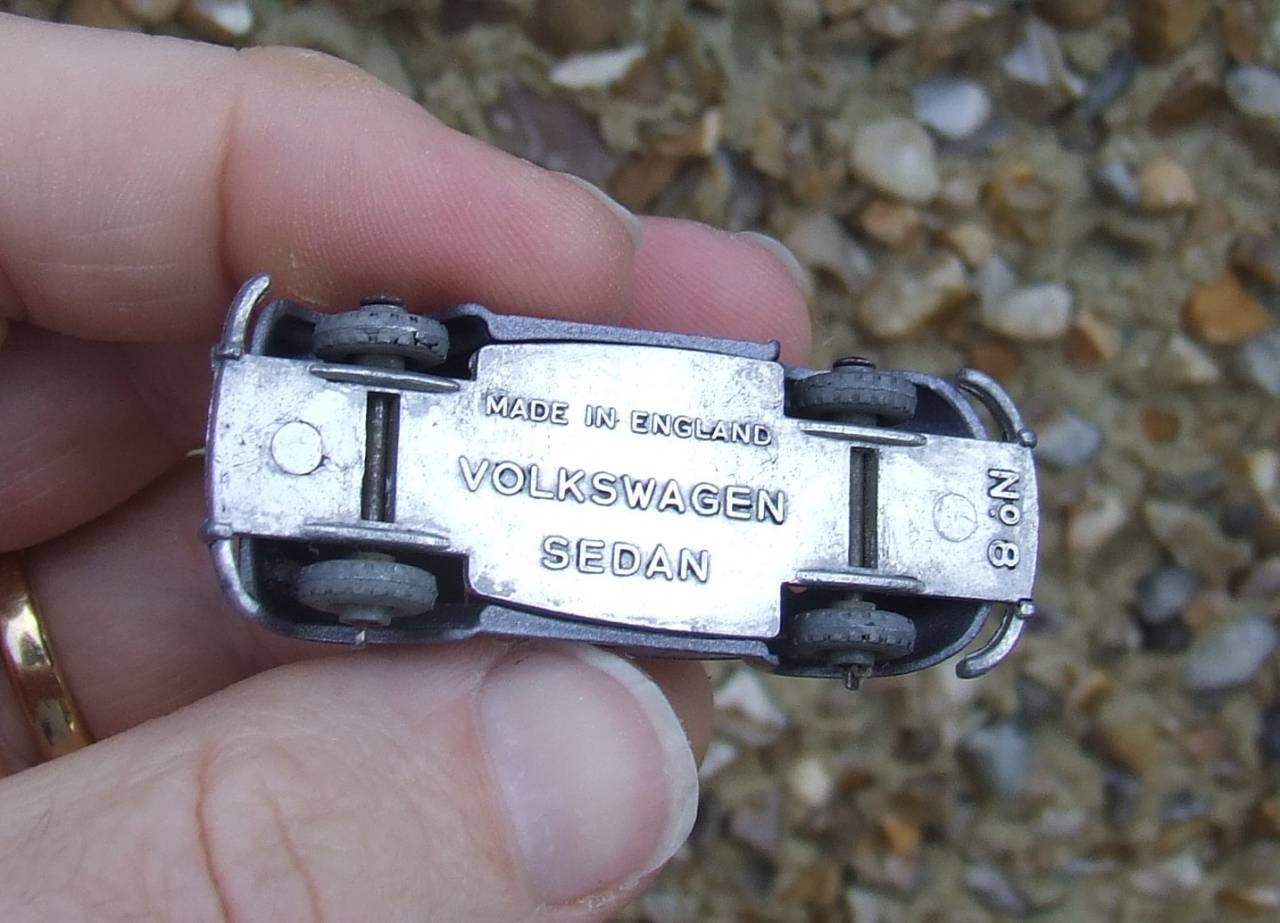 MADE IN ENGLAND
VOLKSWAGEN
SEDAN
No. 8